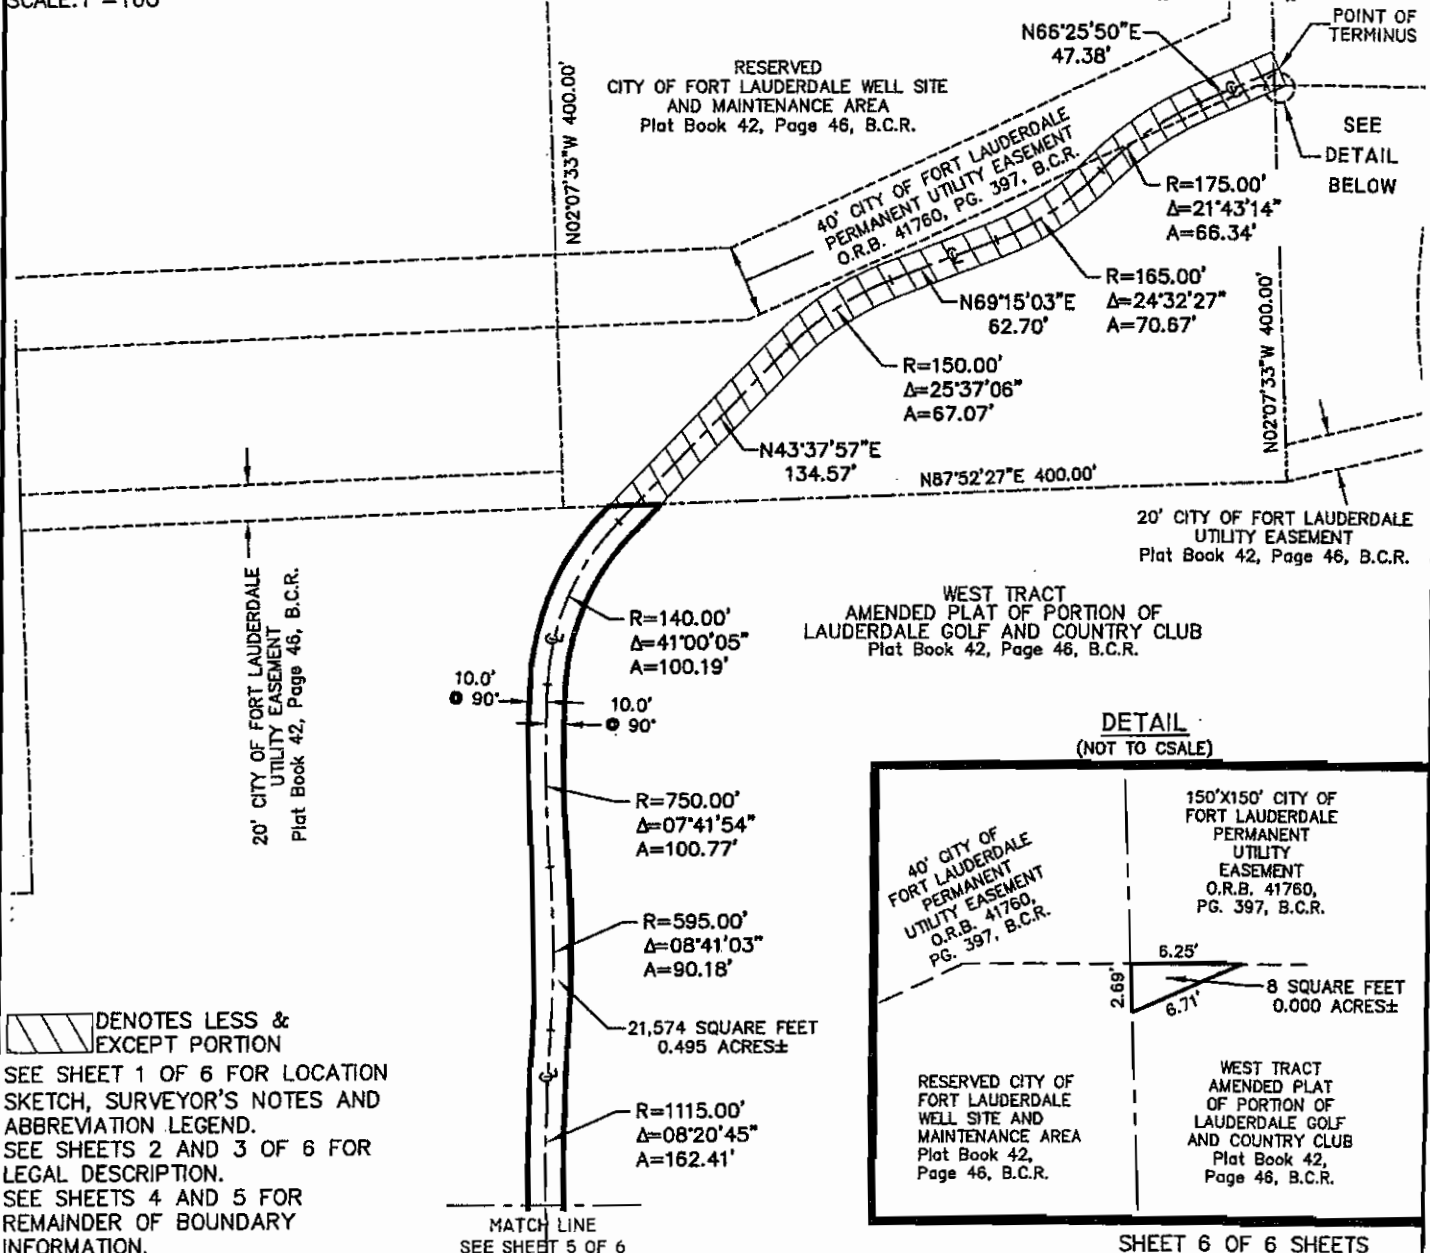 SCALE:1"=100'
N66°25'50"E
47.38'
POINT OF
TERMINUS
RESERVED
CITY OF FORT LAUDERDALE WELL SITE
AND MAINTENANCE AREA
Plat Book 42, Page 46, B.C.R.
N02°07'33"W 400.00'
40' CITY OF FORT LAUDERDALE
PERMANENT UTILITY EASEMENT
O.R.B. 41760, PG. 397, B.C.R.
SEE
DETAIL
BELOW
R=175.00'
Δ=21°43'14"
A=66.34'
R=165.00'
Δ=24°32'27"
A=70.67'
N69°15'03"E
62.70'
N02°07'33"W 400.00'
R=150.00'
Δ=25°37'06"
A=67.07'
N43°37'57"E
134.57'
N87°52'27"E 400.00'
20' CITY OF FORT LAUDERDALE
UTILITY EASEMENT
Plat Book 42, Page 46, B.C.R.
20' CITY OF FORT LAUDERDALE
UTILITY EASEMENT
Plat Book 42, Page 46, B.C.R.
WEST TRACT
AMENDED PLAT OF PORTION OF
LAUDERDALE GOLF AND COUNTRY CLUB
Plat Book 42, Page 46, B.C.R.
R=140.00'
Δ=41°00'05"
A=100.19'
10.0'
@ 90°
10.0'
@ 90°
R=750.00'
Δ=07°41'54"
A=100.77'
R=595.00'
Δ=08°41'03"
A=90.18'
21,574 SQUARE FEET
0.495 ACRES±
R=1115.00'
Δ=08°20'45"
A=162.41'
MATCH LINE
SEE SHEET 5 OF 6
DETAIL
(NOT TO CSALE)
40' CITY OF
FORT LAUDERDALE
PERMANENT
UTILITY EASEMENT
O.R.B. 41760,
PG. 397, B.C.R.
150'X150' CITY OF
FORT LAUDERDALE
PERMANENT
UTILITY
EASEMENT
O.R.B. 41760,
PG. 397, B.C.R.
6.25'
2.69'
6.71'
8 SQUARE FEET
0.000 ACRES±
RESERVED CITY OF
FORT LAUDERDALE
WELL SITE AND
MAINTENANCE AREA
Plat Book 42,
Page 46, B.C.R.
WEST TRACT
AMENDED PLAT
OF PORTION OF
LAUDERDALE GOLF
AND COUNTRY CLUB
Plat Book 42,
Page 46, B.C.R.
DENOTES LESS &
EXCEPT PORTION
SEE SHEET 1 OF 6 FOR LOCATION
SKETCH, SURVEYOR'S NOTES AND
ABBREVIATION LEGEND.
SEE SHEETS 2 AND 3 OF 6 FOR
LEGAL DESCRIPTION.
SEE SHEETS 4 AND 5 FOR
REMAINDER OF BOUNDARY
INFORMATION.
SHEET 6 OF 6 SHEETS